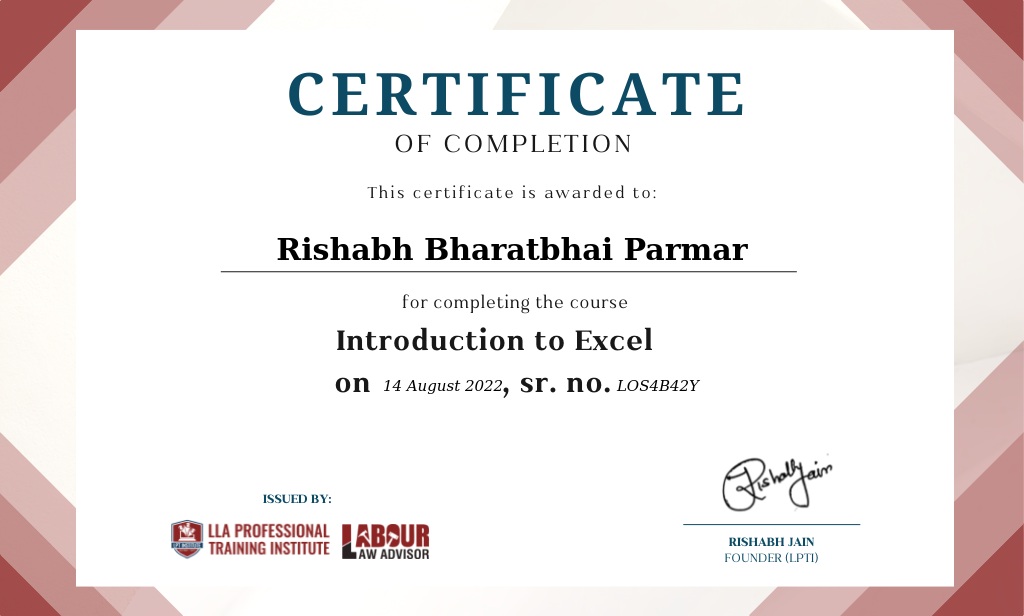 CERTIFICATE
OF COMPLETION
This certificate is awarded to:
Rishabh Bharatbhai Parmar
for completing the course
Introduction to Excel
on 14 August 2022, sr. no. LOS4B42Y
ISSUED BY:
LLA PROFESSIONAL
TRAINING INSTITUTE
LABOUR
LAW ADVISOR
Rishabh Jain
RISHABH JAIN
FOUNDER (LPTI)